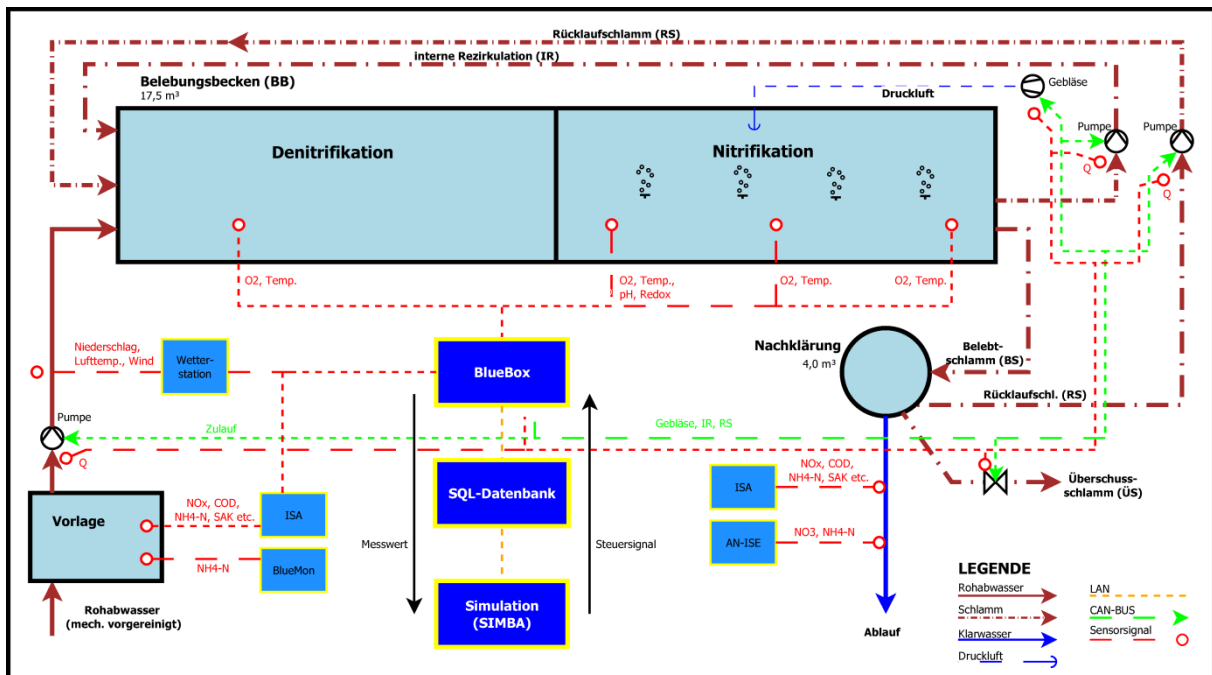 Rücklaufschlamm (RS)
interne Rezirkulation (IR)
Belebungsbecken (BB)
17,5 m³
Druckluft
Gebläse
Pumpe
Pumpe
Denitrifikation
Nitrifikation
Q
Q
O2, Temp.
O2, Temp.,
pH, Redox
O2, Temp.
O2, Temp.
Niederschlag,
Lufttemp., Wind
Wetter-
station
BlueBox
Nachklärung
4,0 m³
Belebt-
schlamm (BS)
Rücklaufschl. (RS)
Pumpe
Zulauf
Gebläse, IR, RS
Q
Vorlage
NOx, COD,
NH4-N, SAK etc.
ISA
NH4-N
BlueMon
SQL-Datenbank
Messwert
Steuersignal
Simulation
(SIMBA)
ISA
NOx, COD,
NH4-N, SAK etc.
AN-ISE
NO3, NH4-N
Überschuss-
schlamm (ÜS)
Rohabwasser
(mech. vorgereinigt)
Ablauf
LEGENDE
Rohabwasser
LAN
Schlamm
CAN-BUS
Klarwasser
Sensorsignal
Druckluft